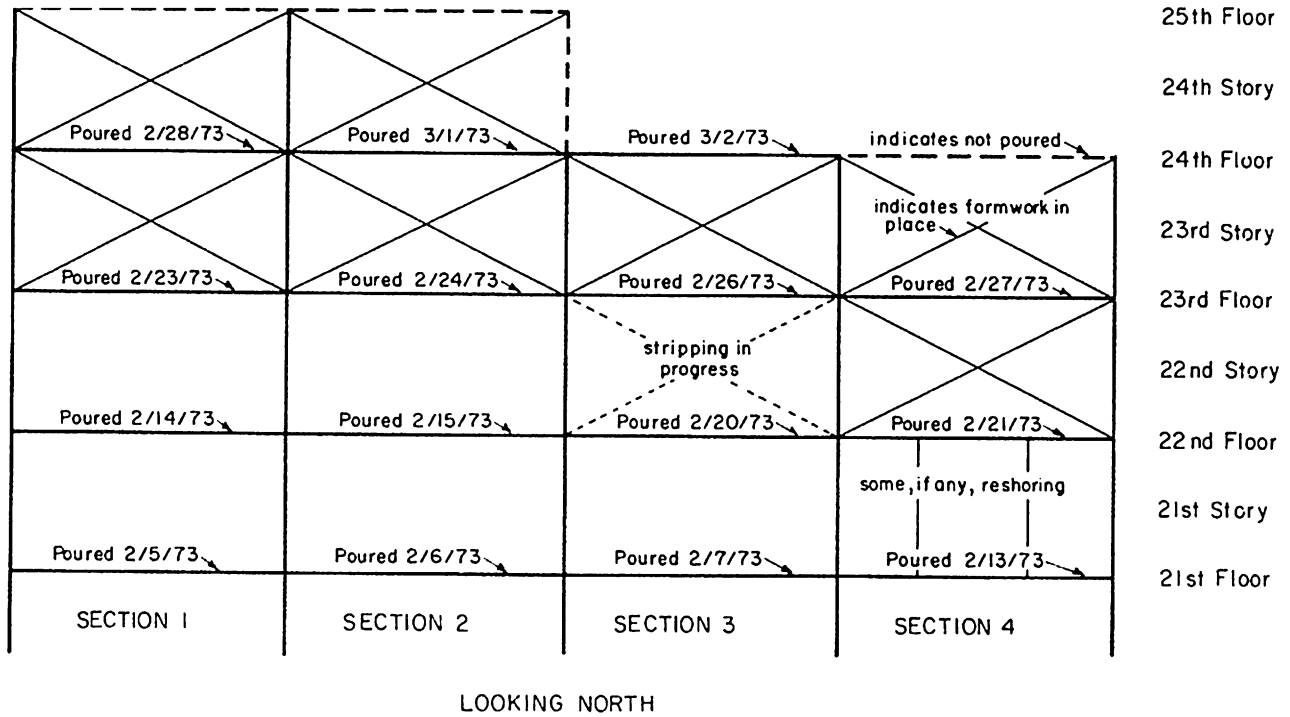 25th Floor
24th Story
Poured 2/28/73
Poured 3/1/73
Poured 3/2/73
indicates not poured
24th Floor
indicates formwork in
place
23rd Story
Poured 2/23/73
Poured 2/24/73
Poured 2/26/73
Poured 2/27/73
23rd Floor
stripping in
progress
22nd Story
Poured 2/14/73
Poured 2/15/73
Poured 2/20/73
Poured 2/21/73
22nd Floor
some, if any, reshoring
21st Story
Poured 2/5/73
Poured 2/6/73
Poured 2/7/73
Poured 2/13/73
21st Floor
SECTION 1
SECTION 2
SECTION 3
SECTION 4
LOOKING NORTH